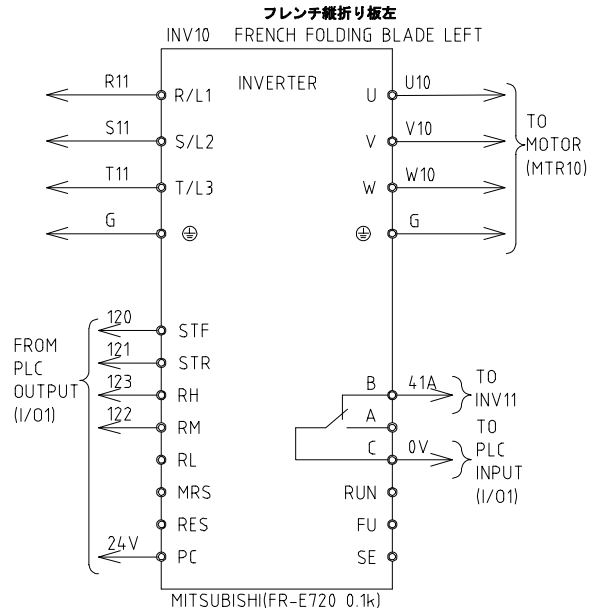 フレンチ縦折り板左
INV10 FRENCH FOLDING BLADE LEFT
INVERTER
R11 R/L1 U U10
S11 S/L2 V V10
T11 T/L3 W W10
G G
TO
MOTOR
(MTR10)
FROM
PLC
OUTPUT
(I/O1)
120 STF
121 STR
123 RH
122 RM
RL
MRS
RES
24V PC
B 41A
A
C 0V
RUN
FU
SE
TO
INV11
TO
PLC
INPUT
(I/O1)
MITSUBISHI(FR-E720 0.1k)